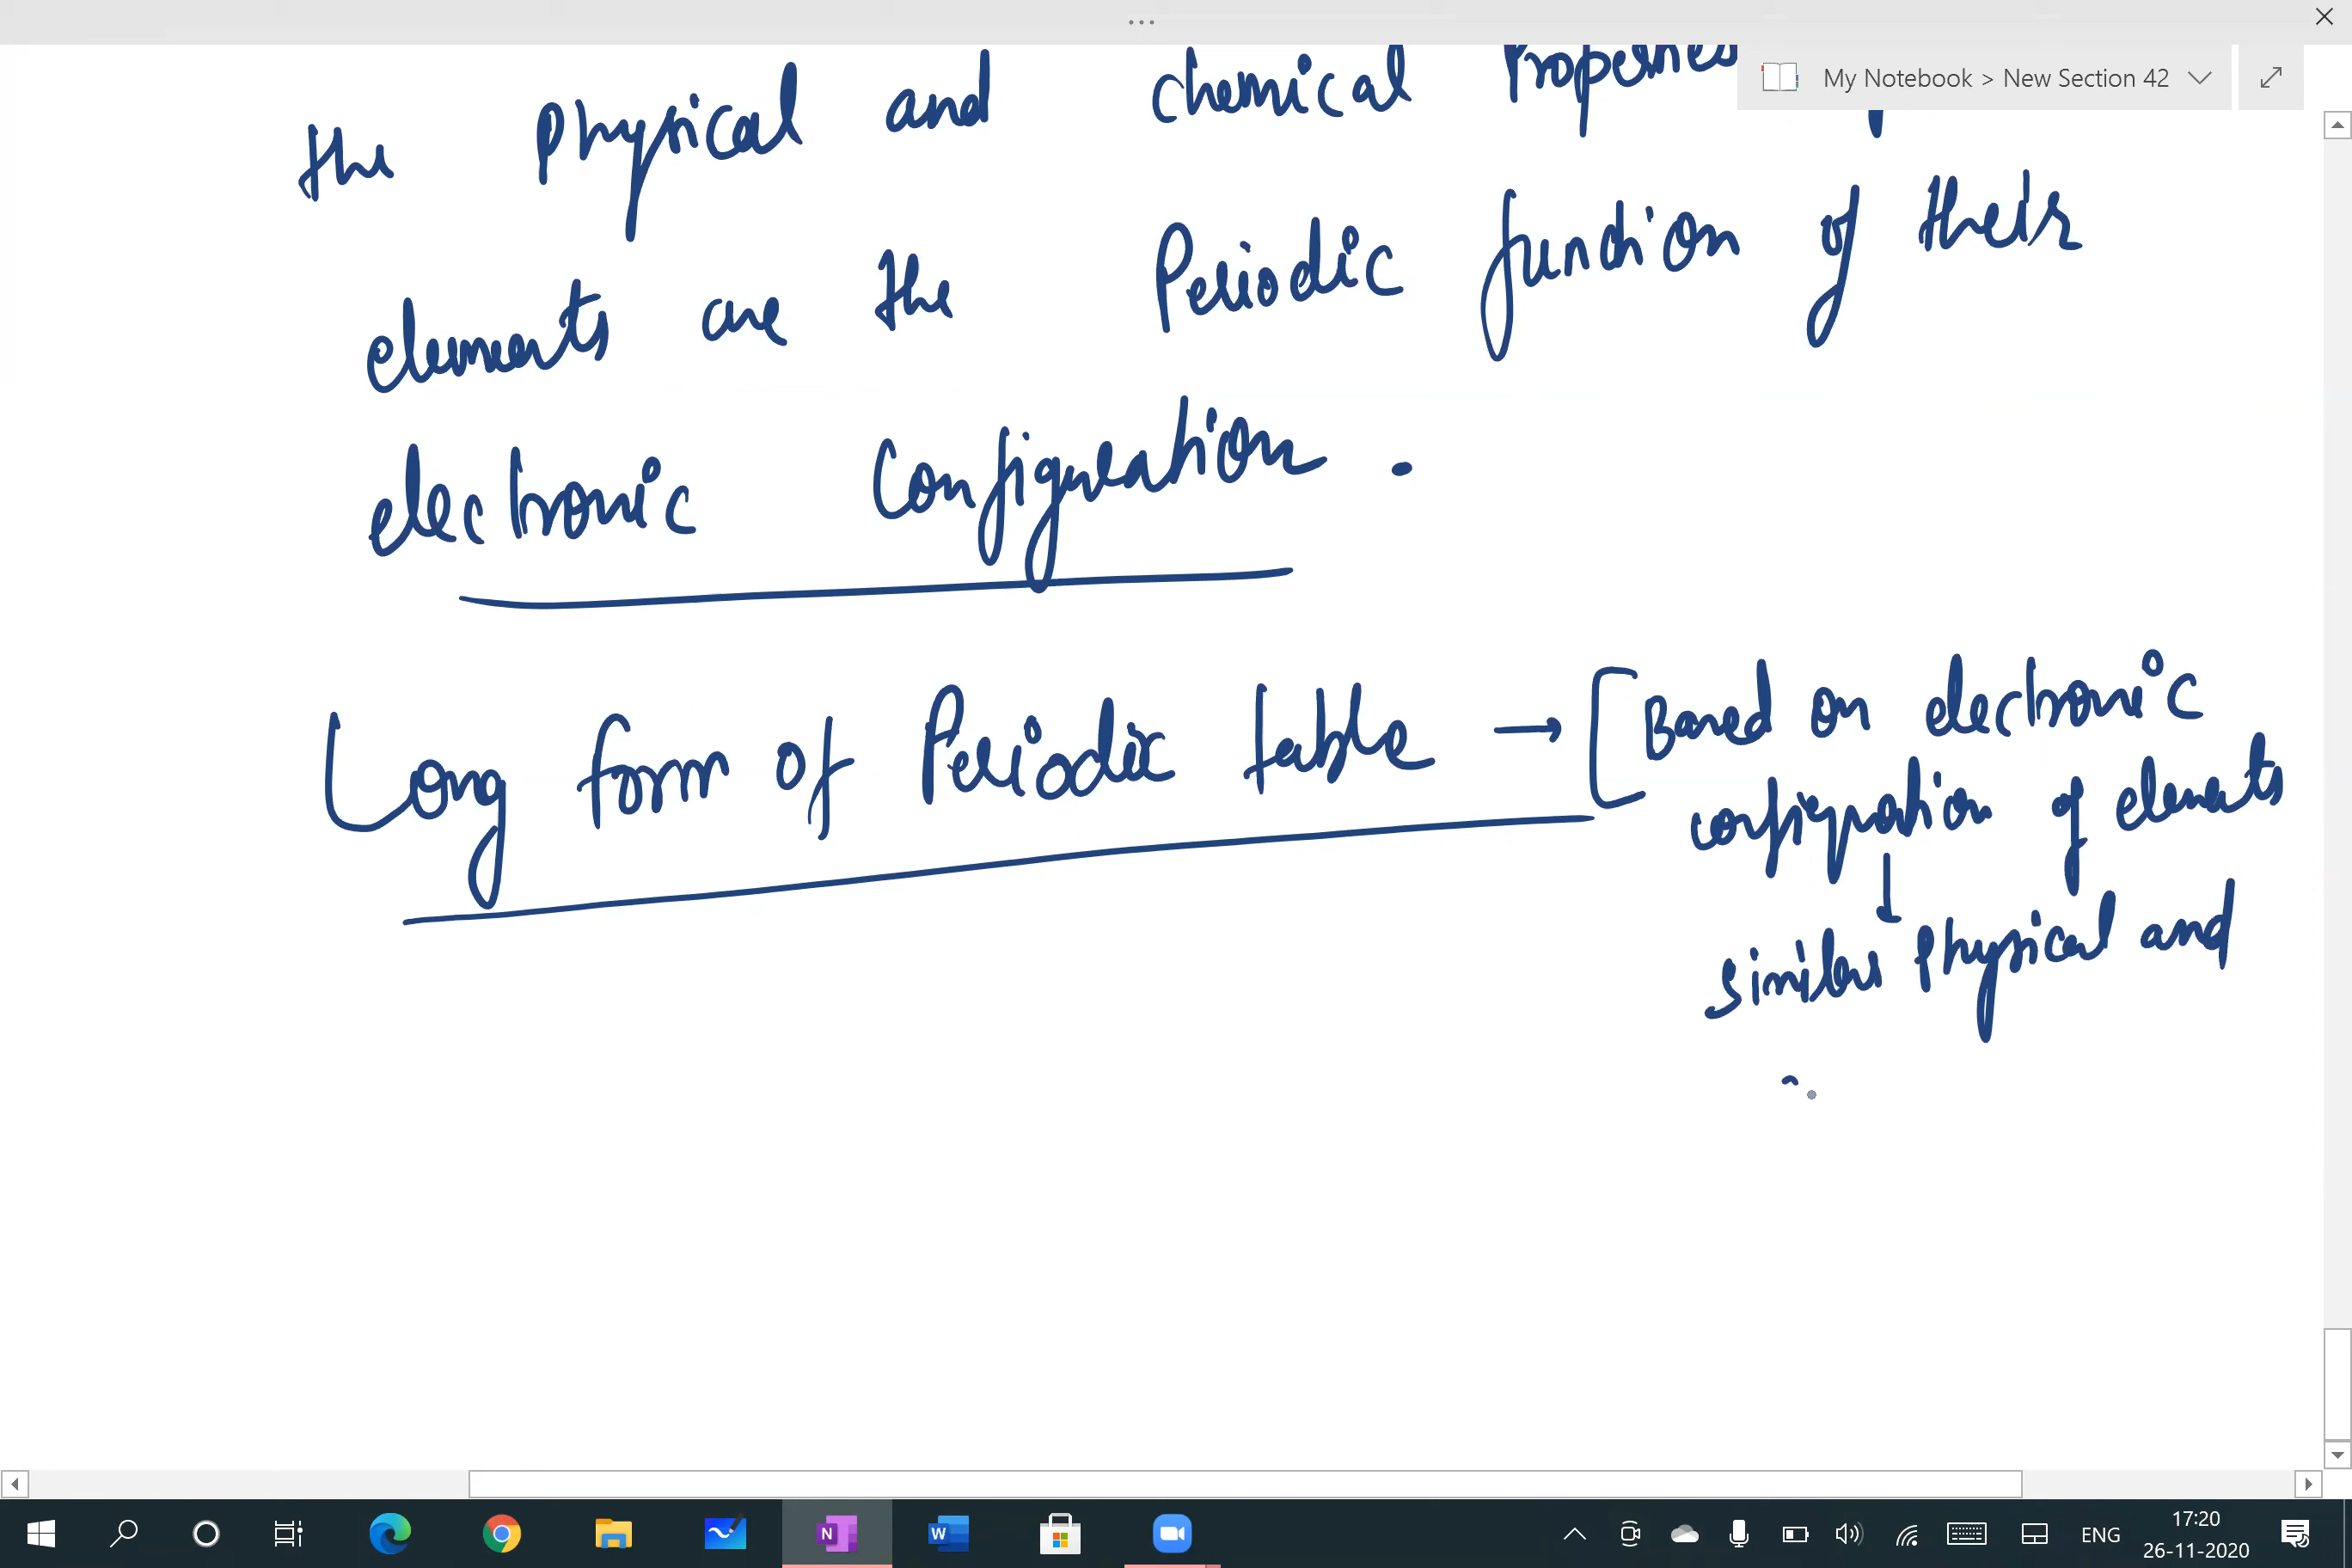 ...
My Notebook > New Section 42
the Physical and chemical Properties
elements are the Periodic function of their
electronic Configuration.
Long form of Periodic table → [Based on electronic
configuration of elements
↓
similar Physical and
ENG
17:20
26-11-2020